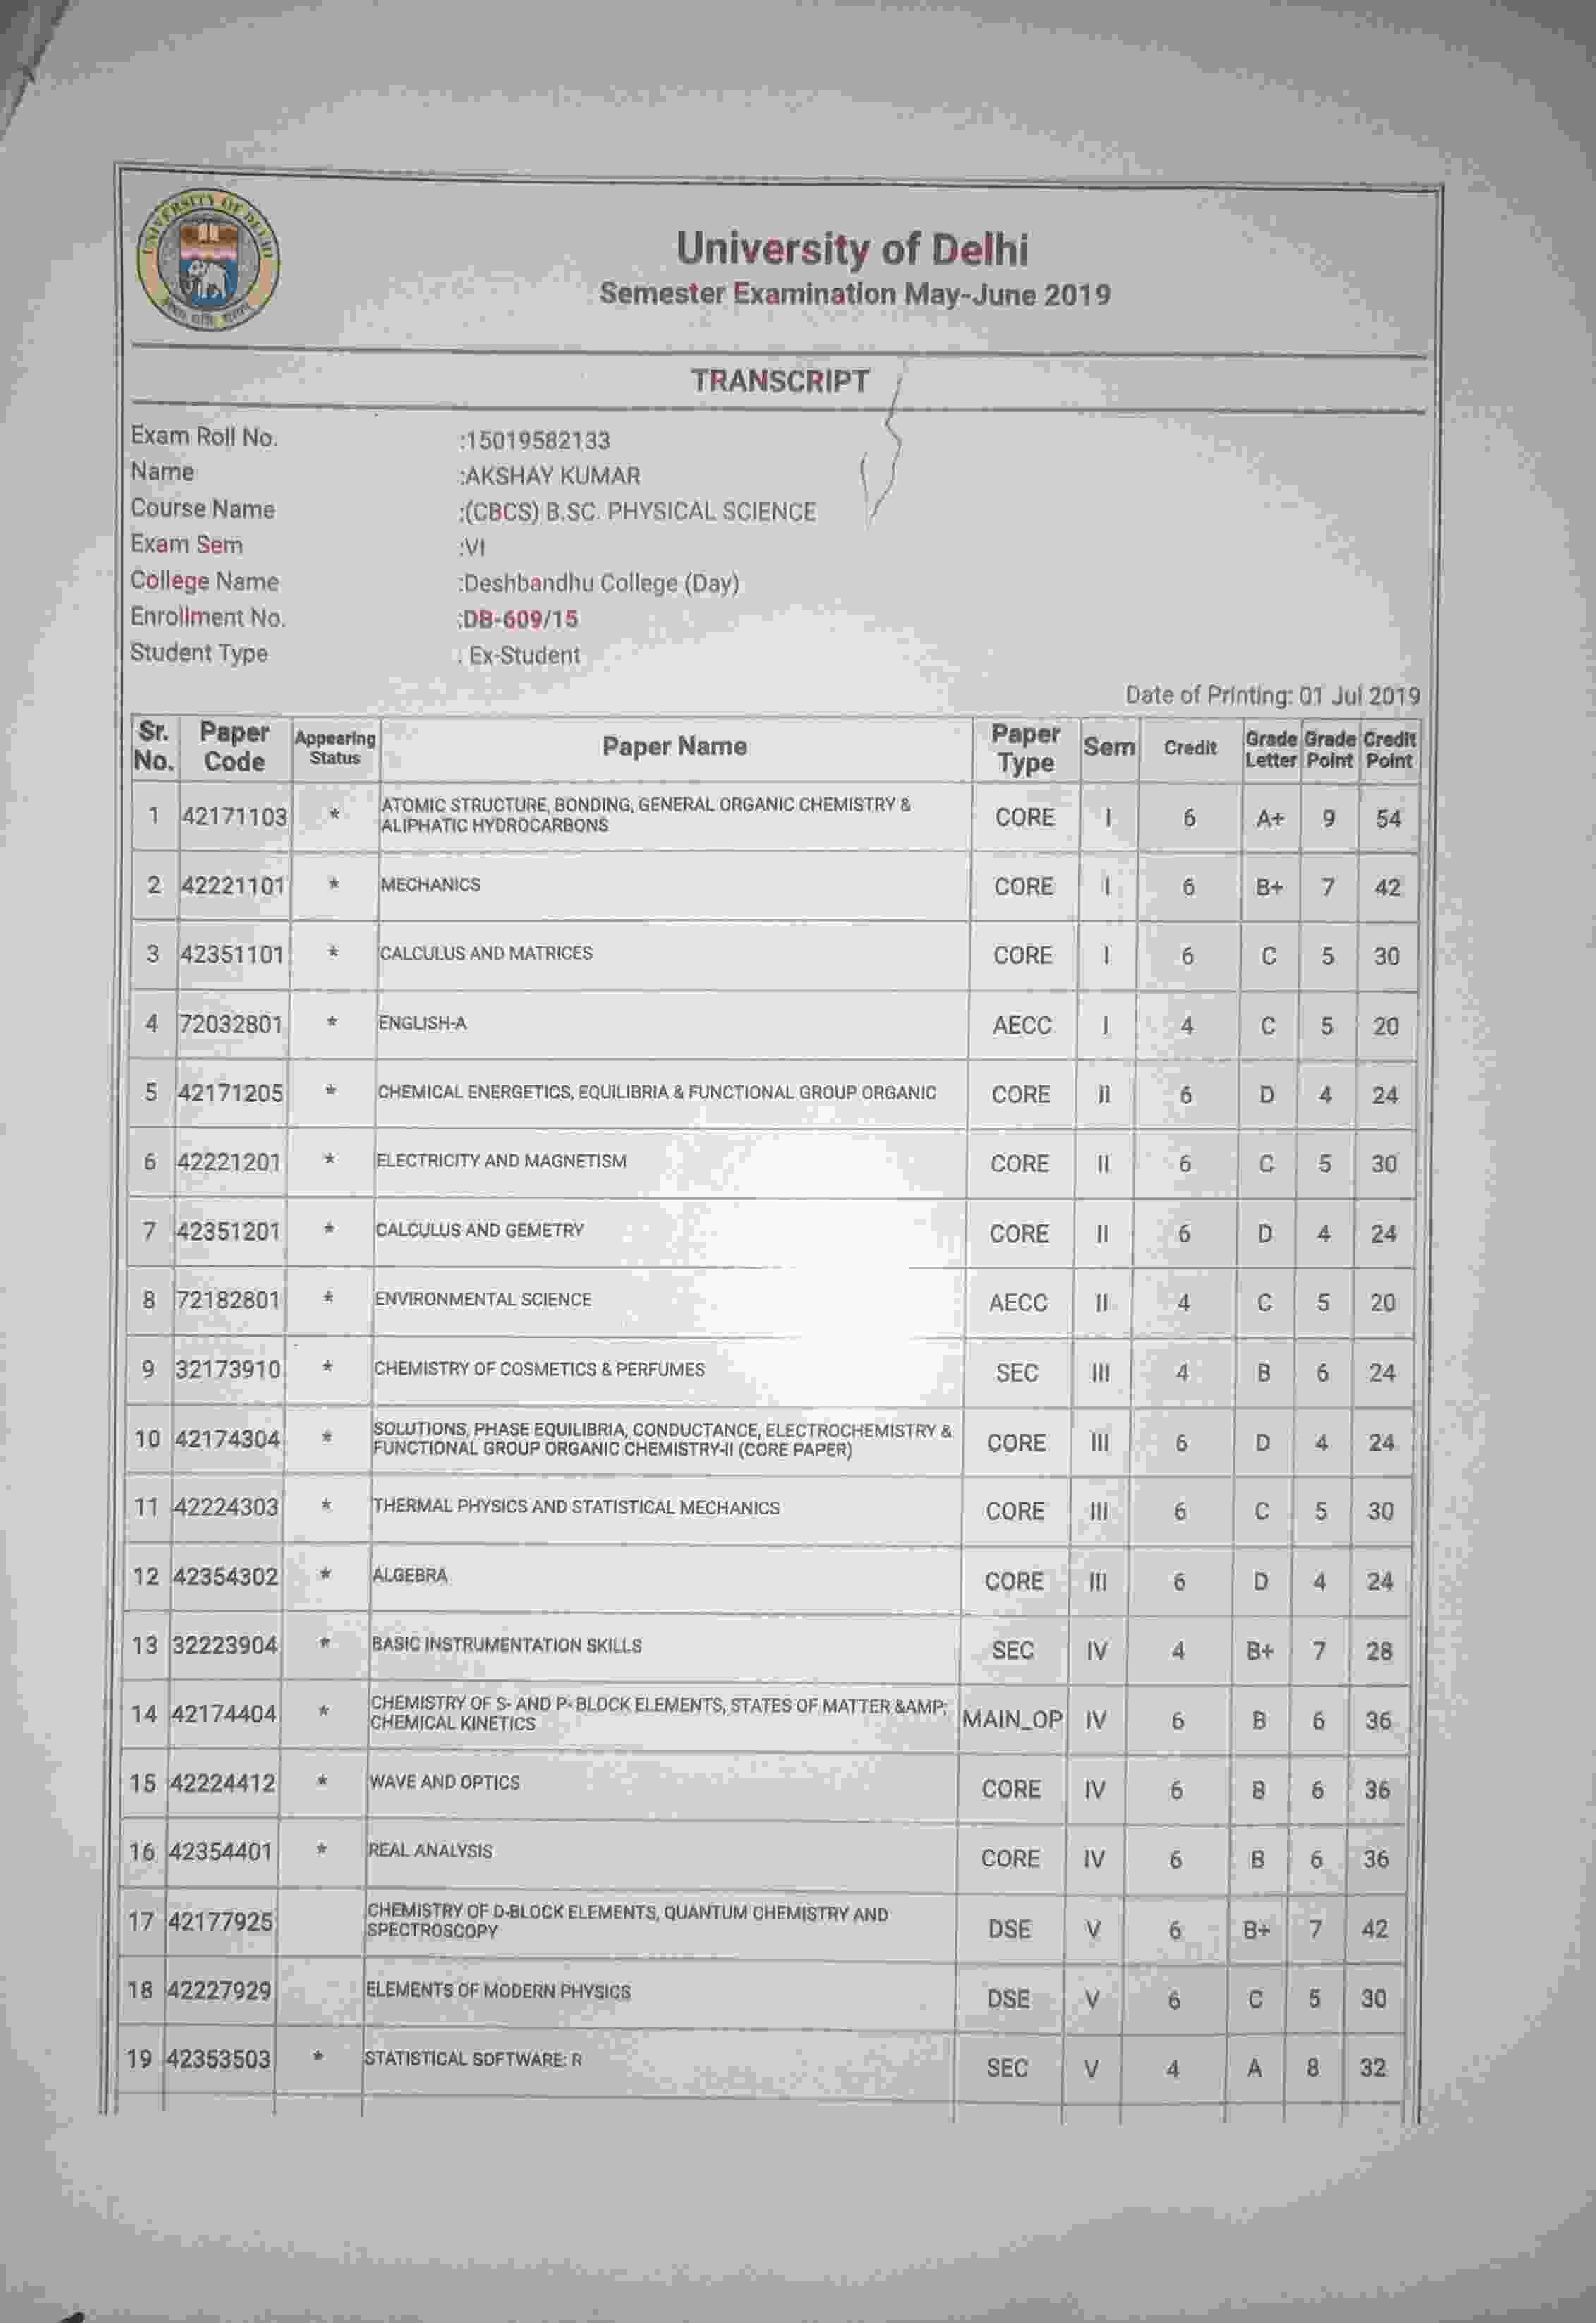 UNIVERSITY OF DELHI
University of Delhi
Semester Examination May-June 2019
TRANSCRIPT
Exam Roll No. :15019582133
Name :AKSHAY KUMAR
Course Name :(CBCS) B.SC. PHYSICAL SCIENCE
Exam Sem :VI
College Name :Deshbandhu College (Day)
Enrollment No. :DB-609/15
Student Type : Ex-Student
Date of Printing: 01 Jul 2019
Sr. No. Paper Code Appearing Status Paper Name Paper Type Sem Credit Grade Letter Grade Point Credit Point
1 42171103 * ATOMIC STRUCTURE, BONDING, GENERAL ORGANIC CHEMISTRY &
ALIPHATIC HYDROCARBONS CORE I 6 A+ 9 54
2 42221101 * MECHANICS CORE I 6 B+ 7 42
3 42351101 * CALCULUS AND MATRICES CORE I 6 C 5 30
4 72032801 * ENGLISH-A AECC I 4 C 5 20
5 42171205 * CHEMICAL ENERGETICS, EQUILIBRIA & FUNCTIONAL GROUP ORGANIC CORE II 6 D 4 24
6 42221201 * ELECTRICITY AND MAGNETISM CORE II 6 C 5 30
7 42351201 * CALCULUS AND GEMETRY CORE II 6 D 4 24
8 72182801 * ENVIRONMENTAL SCIENCE AECC II 4 C 5 20
9 32173910 * CHEMISTRY OF COSMETICS & PERFUMES SEC III 4 B 6 24
10 42174304 * SOLUTIONS, PHASE EQUILIBRIA, CONDUCTANCE, ELECTROCHEMISTRY &
FUNCTIONAL GROUP ORGANIC CHEMISTRY-II (CORE PAPER) CORE III 6 D 4 24
11 42224303 * THERMAL PHYSICS AND STATISTICAL MECHANICS CORE III 6 C 5 30
12 42354302 * ALGEBRA CORE III 6 D 4 24
13 32223904 * BASIC INSTRUMENTATION SKILLS SEC IV 4 B+ 7 28
14 42174404 * CHEMISTRY OF S- AND P- BLOCK ELEMENTS, STATES OF MATTER &AMP;
CHEMICAL KINETICS MAIN_OP IV 6 B 6 36
15 42224412 * WAVE AND OPTICS CORE IV 6 B 6 36
16 42354401 * REAL ANALYSIS CORE IV 6 B 6 36
17 42177925 CHEMISTRY OF D-BLOCK ELEMENTS, QUANTUM CHEMISTRY AND
SPECTROSCOPY DSE V 6 B+ 7 42
18 42227929 ELEMENTS OF MODERN PHYSICS DSE V 6 C 5 30
19 42353503 * STATISTICAL SOFTWARE: R SEC V 4 A 8 32